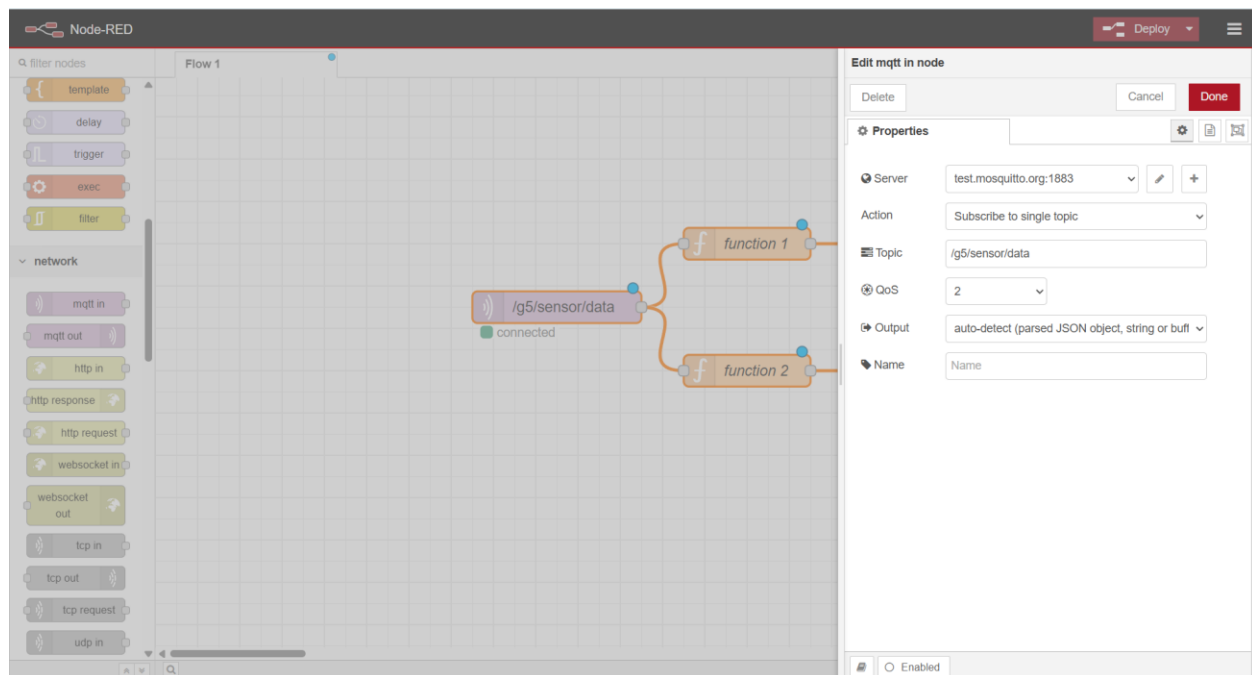 Node-RED
Deploy
filter nodes
template
delay
trigger
exec
filter
network
mqtt in
mqtt out
http in
http response
http request
websocket in
websocket
out
tcp in
tcp out
tcp request
udp in
Flow 1
/g5/sensor/data
connected
function 1
function 2
Edit mqtt in node
Delete
Cancel
Done
Properties
Server
test.mosquitto.org:1883
Action
Subscribe to single topic
Topic
/g5/sensor/data
QoS
2
Output
auto-detect (parsed JSON object, string or buff
Name
Name
Enabled